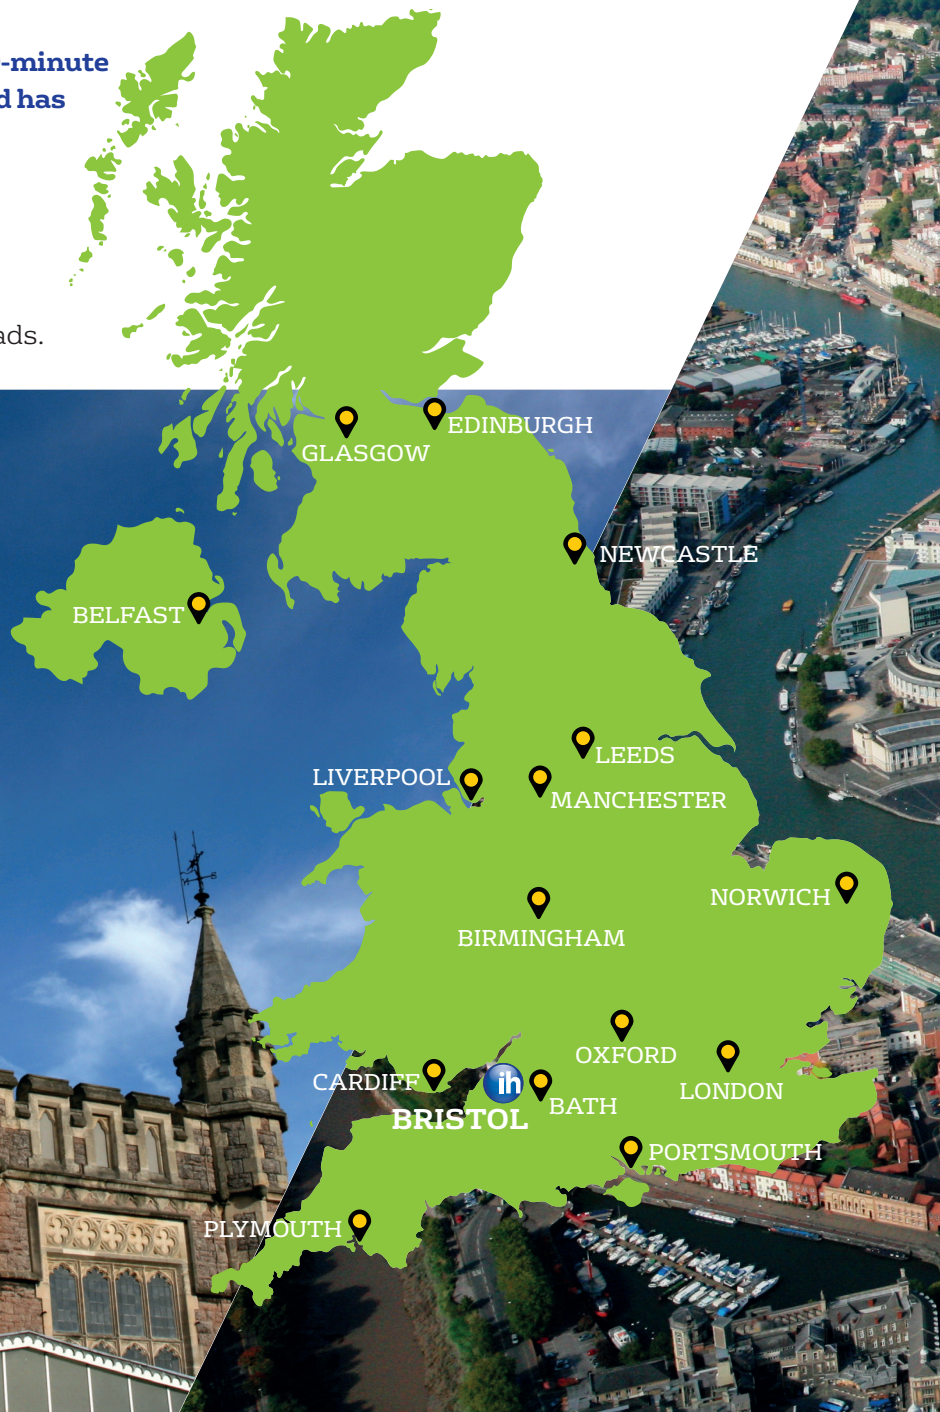 -minute
d has
ads.
EDINBURGH
GLASGOW
NEWCASTLE
BELFAST
LEEDS
LIVERPOOL
MANCHESTER
NORWICH
BIRMINGHAM
OXFORD
CARDIFF
ih
LONDON
BATH
BRISTOL
PORTSMOUTH
PLYMOUTH